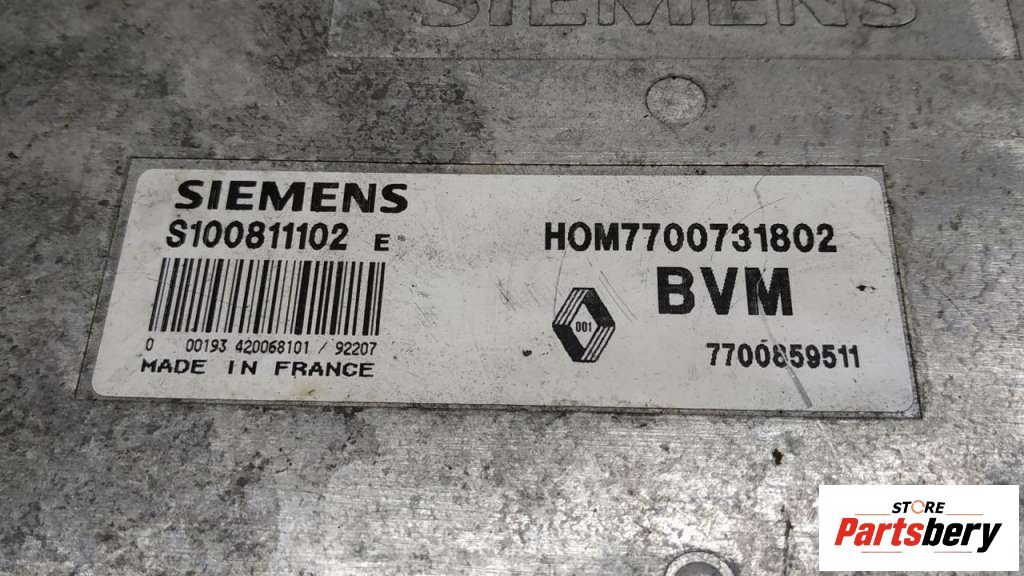 SIEMENS
SIEMENS
S100811102 E
0 00193 420068101 / 92207
MADE IN FRANCE
HOM7700731802
BVM
001
7700859511
STORE
Partsbery